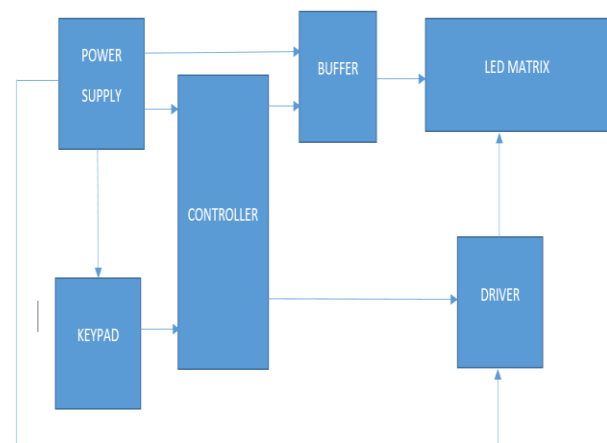 POWER
SUPPLY
BUFFER
LED MATRIX
CONTROLLER
KEYPAD
DRIVER